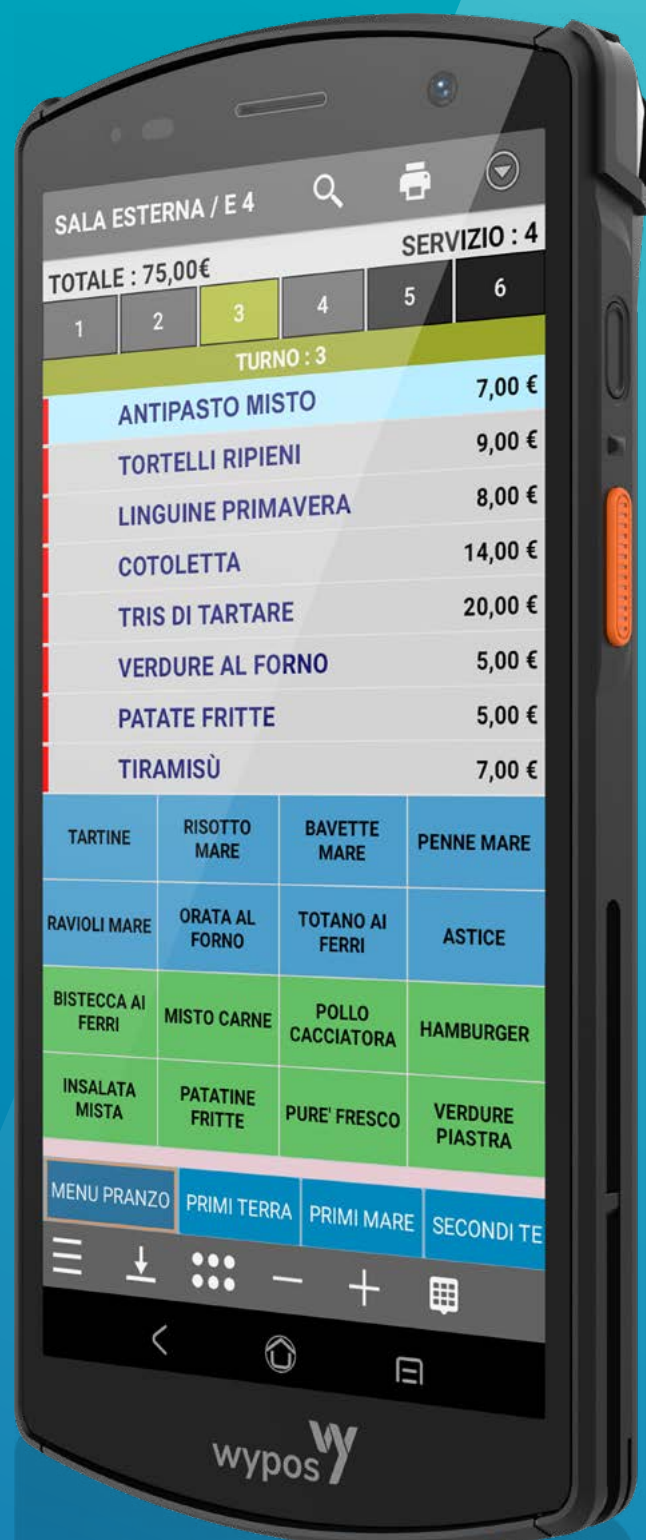 SALA ESTERNA / E 4
TOTALE : 75,00€ SERVIZIO : 4
1 2 3 4 5 6
TURNO : 3
ANTIPASTO MISTO 7,00 €
TORTELLI RIPIENI 9,00 €
LINGUINE PRIMAVERA 8,00 €
COTOLETTA 14,00 €
TRIS DI TARTARE 20,00 €
VERDURE AL FORNO 5,00 €
PATATE FRITTE 5,00 €
TIRAMISÙ 7,00 €
TARTINE
RISOTTO
MARE
BAVETTE
MARE
PENNE MARE
RAVIOLI MARE
ORATA AL
FORNO
TOTANO AI
FERRI
ASTICE
BISTECCA AI
FERRI
MISTO CARNE
POLLO
CACCIATORA
HAMBURGER
INSALATA
MISTA
PATATINE
FRITTE
PURE' FRESCO
VERDURE
PIASTRA
MENU PRANZO PRIMI TERRA PRIMI MARE SECONDI TE
wypos